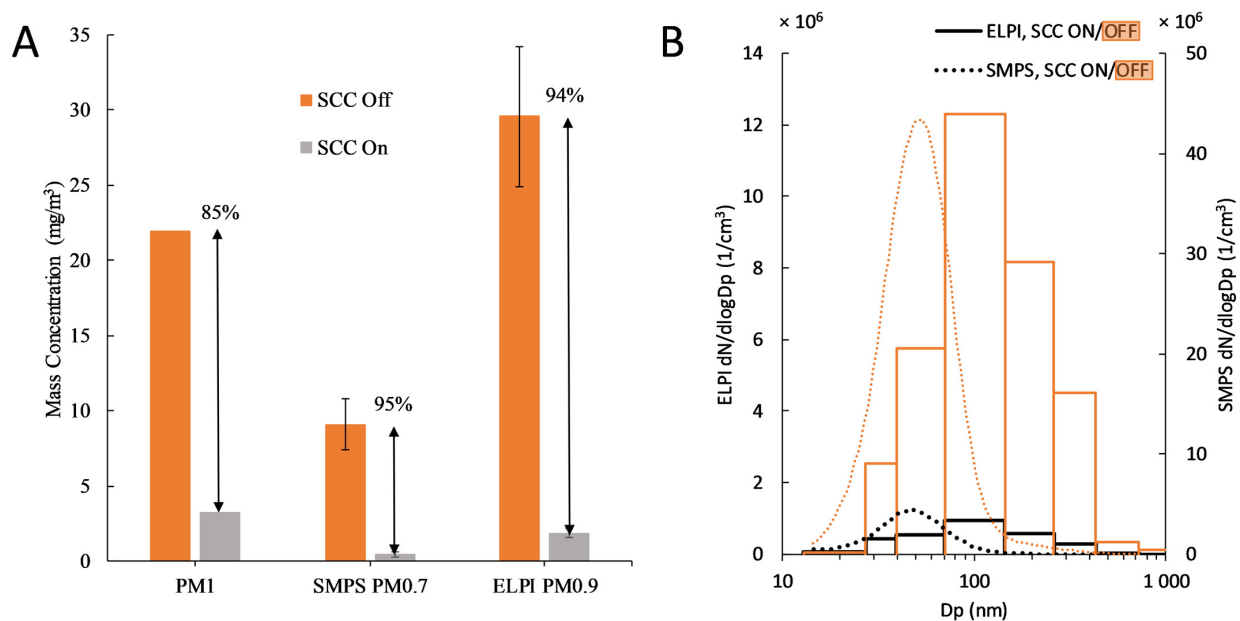 A
Mass Concentration (mg/m³)
35
30
25
20
15
10
5
0
SCC Off
SCC On
85%
95%
94%
PM1
SMPS PM0.7
ELPI PM0.9
B
× 10⁶
× 10⁶
ELPI, SCC ON/OFF
SMPS, SCC ON/OFF
ELPI dN/dlogDp (1/cm³)
14
12
10
8
6
4
2
0
SMPS dN/dlogDp (1/cm³)
50
40
30
20
10
0
10
100
1 000
Dp (nm)